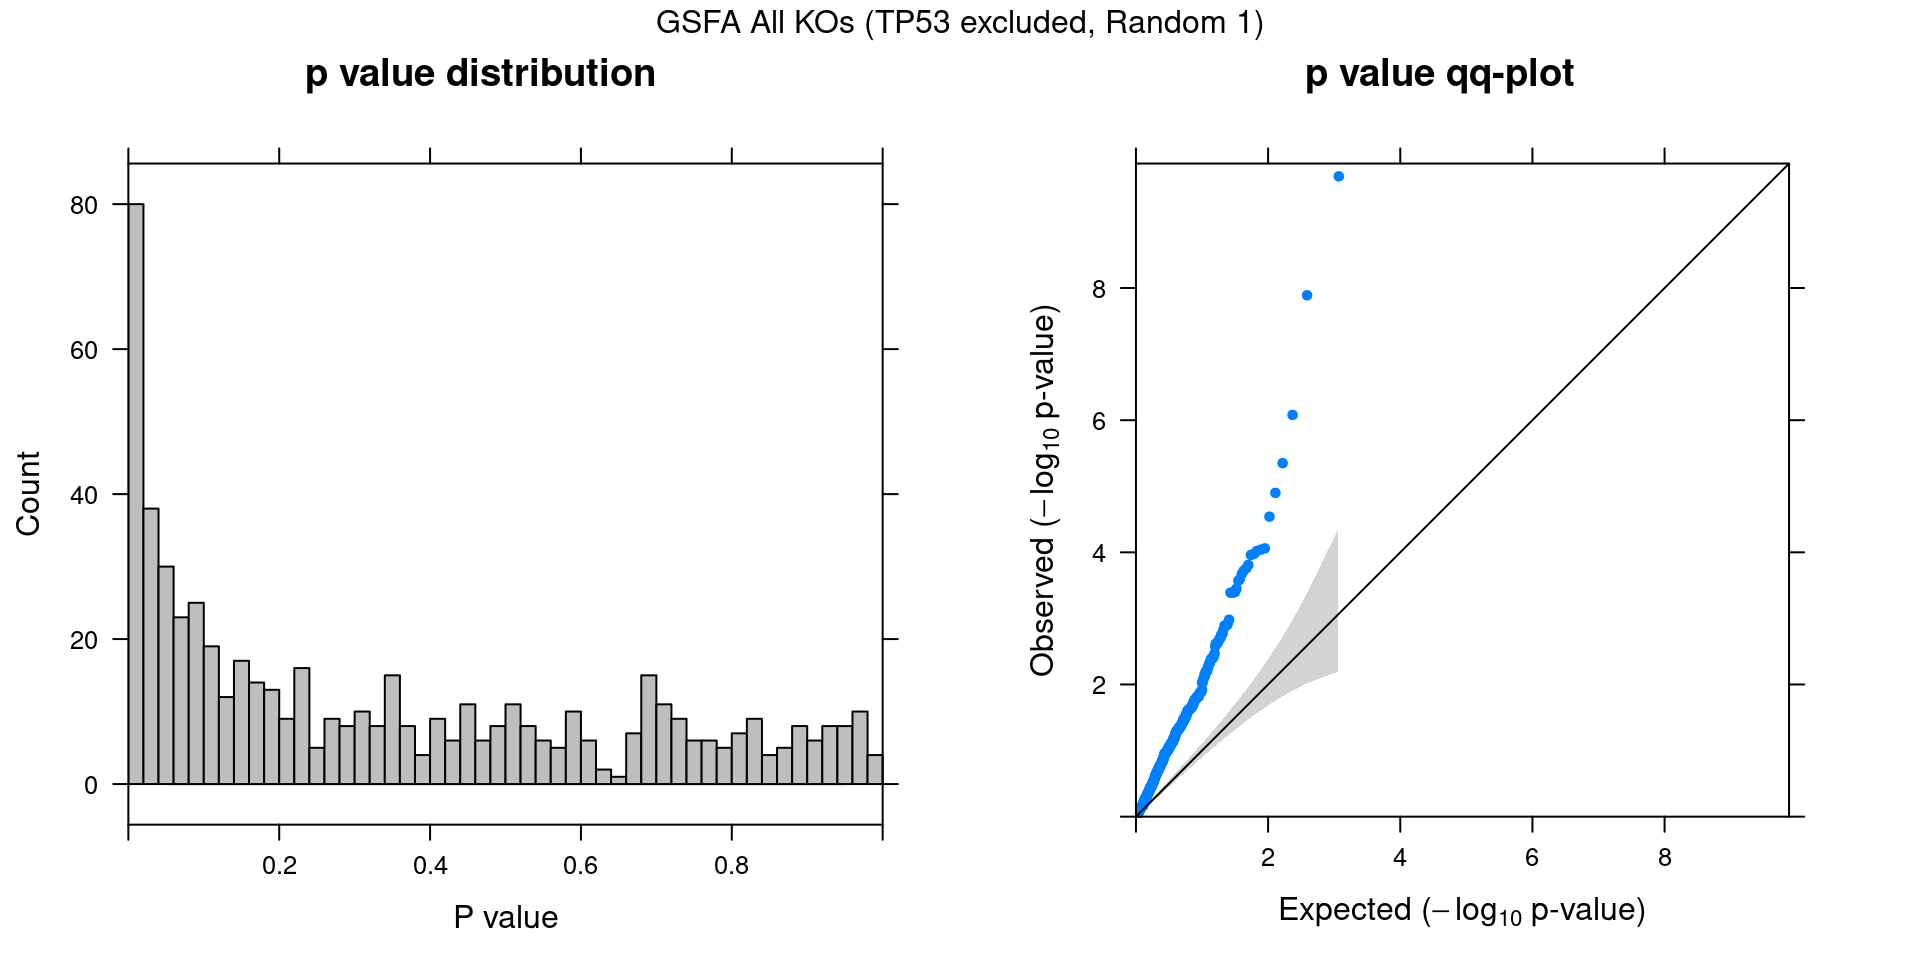 GSFA All KOs (TP53 excluded, Random 1)
p value distribution
Count
80
60
40
20
0
0.2 0.4 0.6 0.8
P value
p value qq-plot
Observed (−log10 p-value)
8
6
4
2
2 4 6 8
Expected (−log10 p-value)